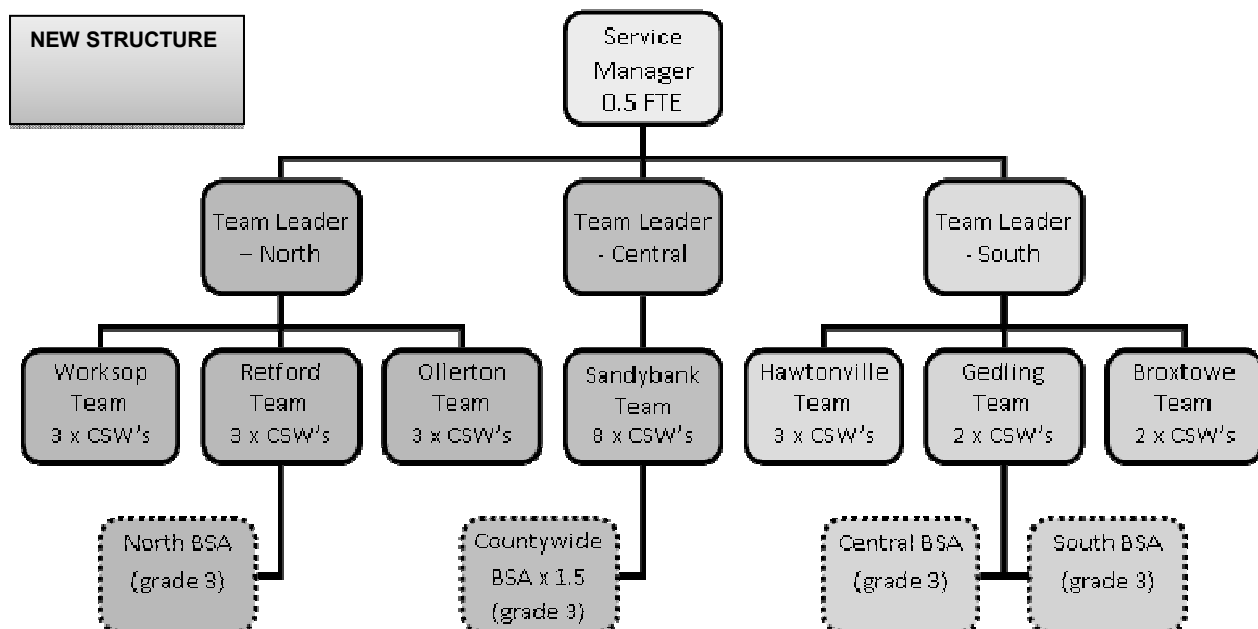 NEW STRUCTURE
Service
Manager
0.5 FTE
Team Leader
– North
Team Leader
- Central
Team Leader
- South
Worksop
Team
3 x CSW's
Retford
Team
3 x CSW's
Ollerton
Team
3 x CSW's
Sandybank
Team
8 x CSW's
Hawtonville
Team
3 x CSW's
Gedling
Team
2 x CSW's
Broxtowe
Team
2 x CSW's
North BSA
(grade 3)
Countywide
BSA x 1.5
(grade 3)
Central BSA
(grade 3)
South BSA
(grade 3)